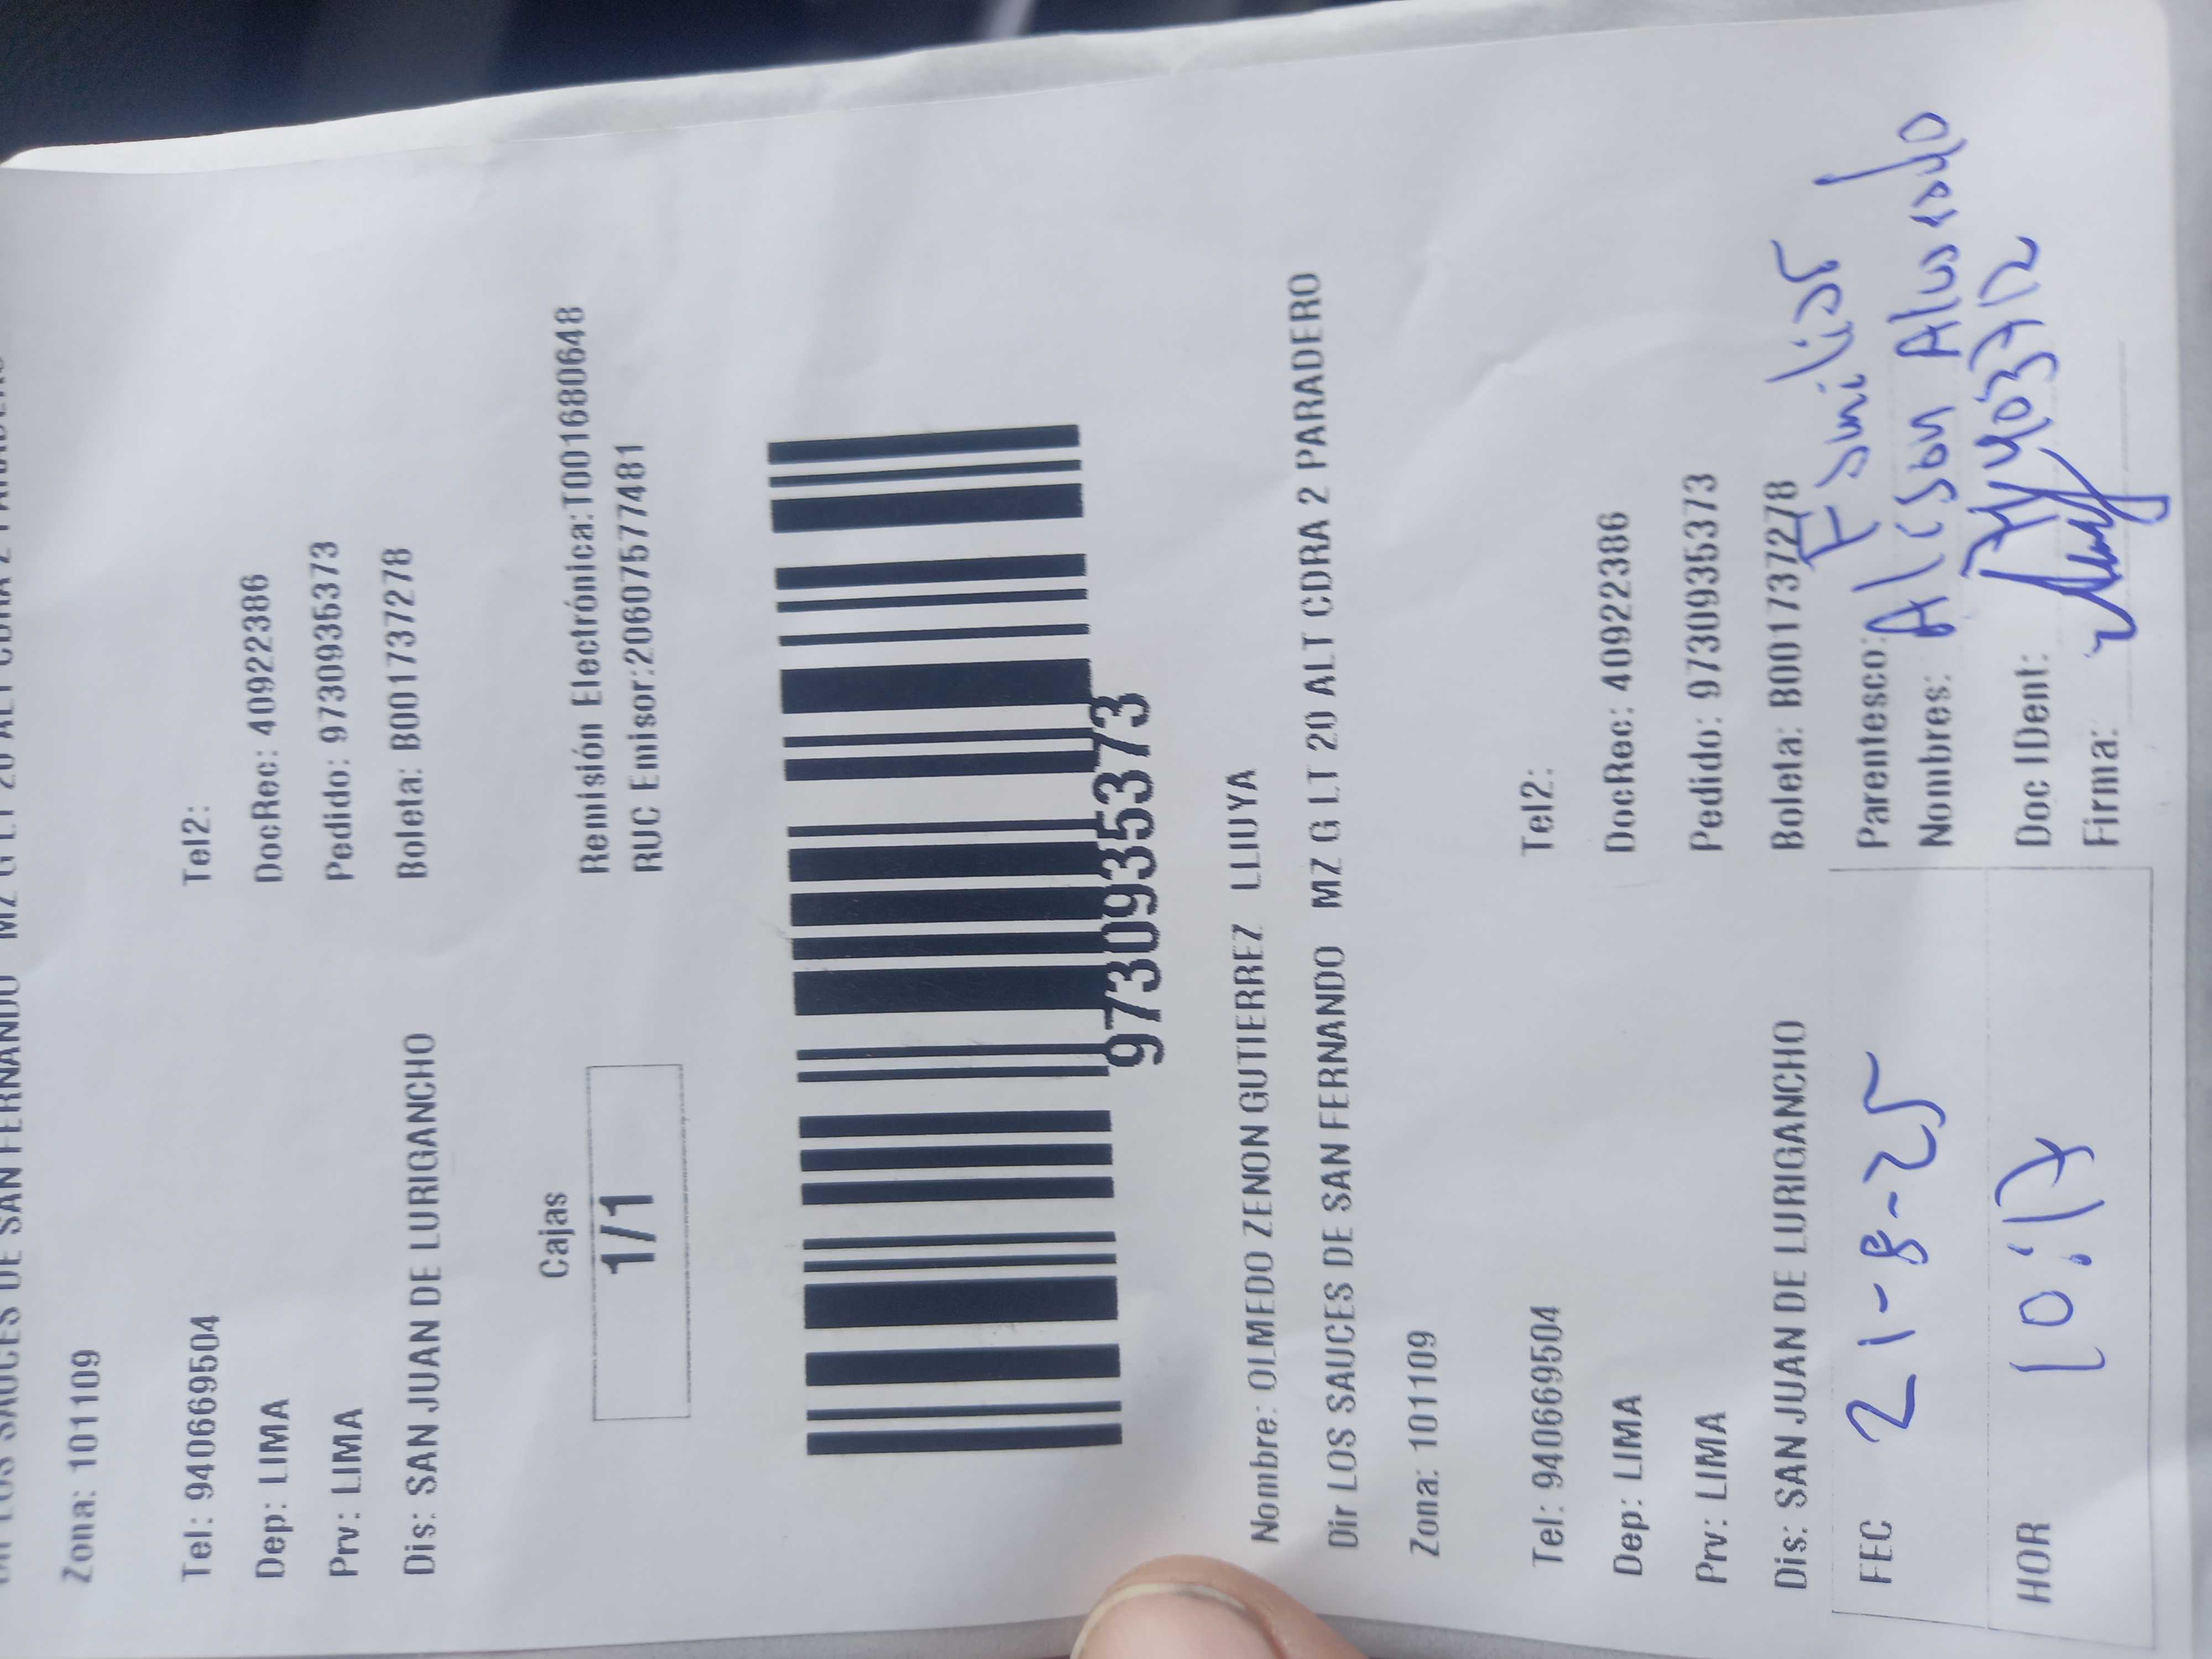 Zona: 101109
Tel: 940669504 Tel2:
Dep: LIMA DocRec: 40922386
Prv: LIMA Pedido: 9730935373
Dis: SAN JUAN DE LURIGANCHO Boleta: B001737278
Cajas
1/1
Remisión Electrónica:T001680648
RUC Emisor:20607577481
9730935373
Nombre: OLMEDO ZENON GUTIERREZ LLIUYA
Dir LOS SAUCES DE SAN FERNANDO MZ G LT 20 ALT CDRA 2 PARADERO
Zona: 101109
Tel: 940669504 Tel2:
Dep: LIMA DocRec: 40922386
Prv: LIMA Pedido: 9730935373
Dis: SAN JUAN DE LURIGANCHO Boleta: B001737278
FEC 21-8-25
HOR 10:17
Parentesco: Familiar
Nombres: Alison Alvarado
Doc IDent:
Firma: